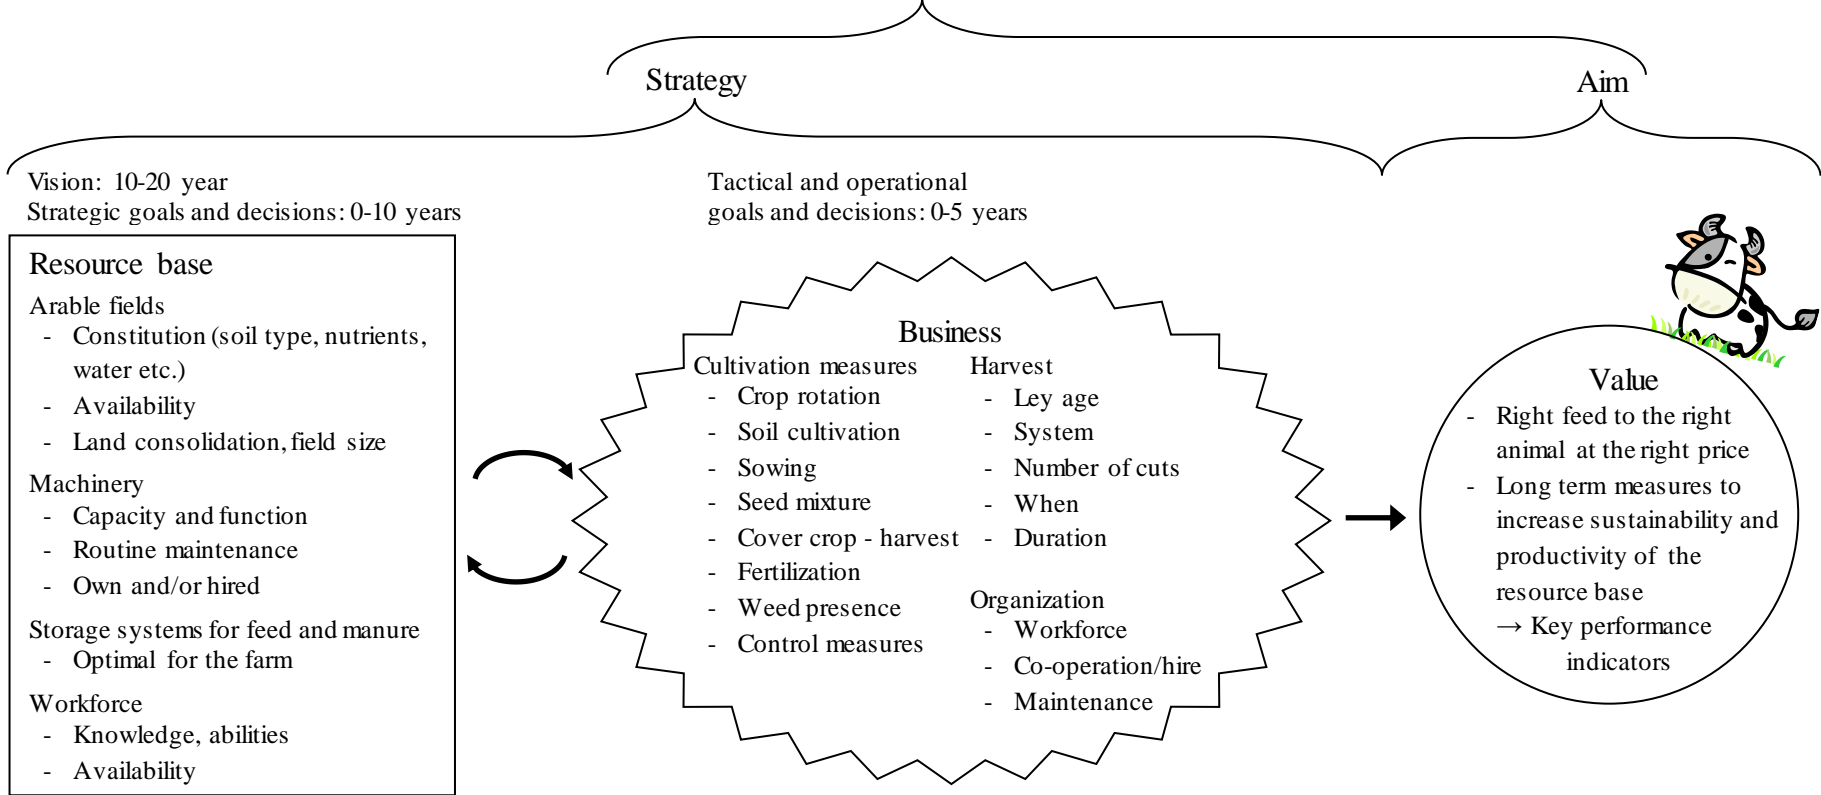 Strategy
Aim
Vision: 10-20 year
Strategic goals and decisions: 0-10 years
Tactical and operational
goals and decisions: 0-5 years
Resource base
Arable fields
- Constitution (soil type, nutrients,
water etc.)
- Availability
- Land consolidation, field size
Machinery
- Capacity and function
- Routine maintenance
- Own and/or hired
Storage systems for feed and manure
- Optimal for the farm
Workforce
- Knowledge, abilities
- Availability
Business
Cultivation measures
- Crop rotation
- Soil cultivation
- Sowing
- Seed mixture
- Cover crop - harvest
- Fertilization
- Weed presence
- Control measures
Harvest
- Ley age
- System
- Number of cuts
- When
- Duration
Organization
- Workforce
- Co-operation/hire
- Maintenance
Value
- Right feed to the right
animal at the right price
- Long term measures to
increase sustainability and
productivity of the
resource base
→ Key performance
indicators